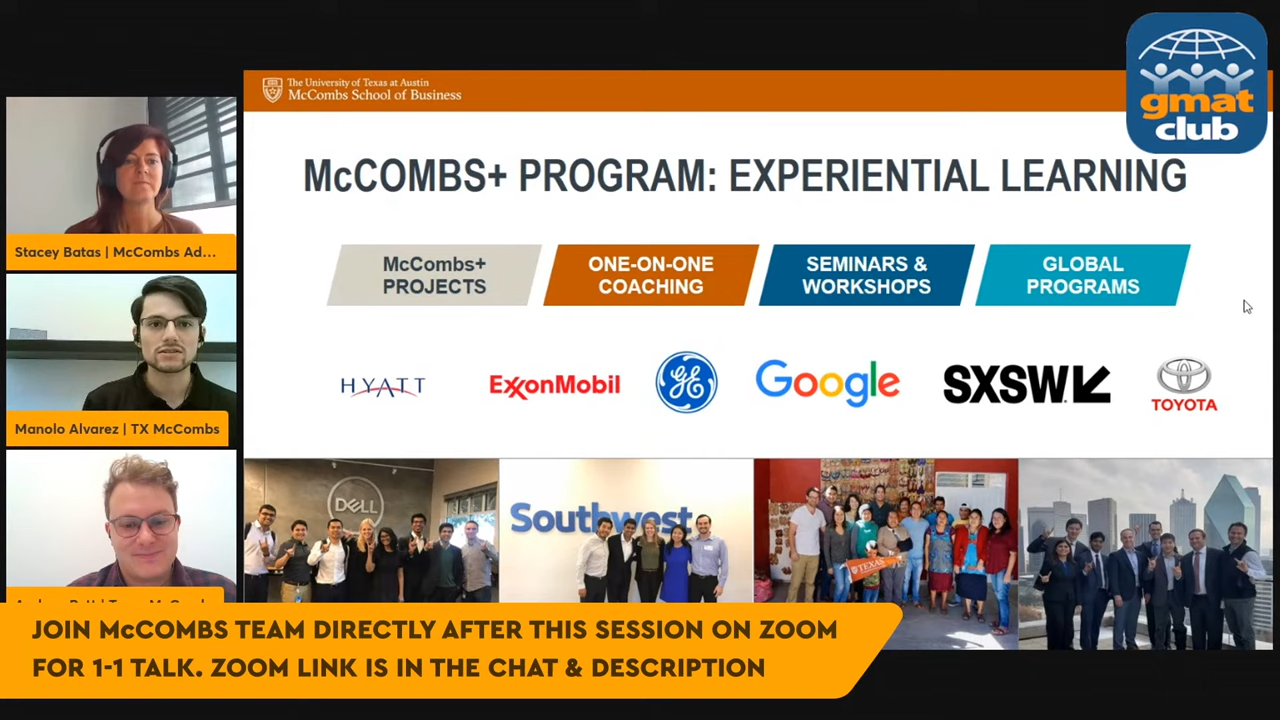 The University of Texas at Austin
McCombs School of Business
gmat
club
McCOMBS+ PROGRAM: EXPERIENTIAL LEARNING
McCombs+
PROJECTS
ONE-ON-ONE
COACHING
SEMINARS &
WORKSHOPS
GLOBAL
PROGRAMS
HYATT
ExxonMobil
GE
Google
SXSW
TOYOTA
DELL
Southwest
TEXAS
Stacey Batas | McCombs Ad...
Manolo Alvarez | TX McCombs
JOIN McCOMBS TEAM DIRECTLY AFTER THIS SESSION ON ZOOM
FOR 1-1 TALK. ZOOM LINK IS IN THE CHAT & DESCRIPTION